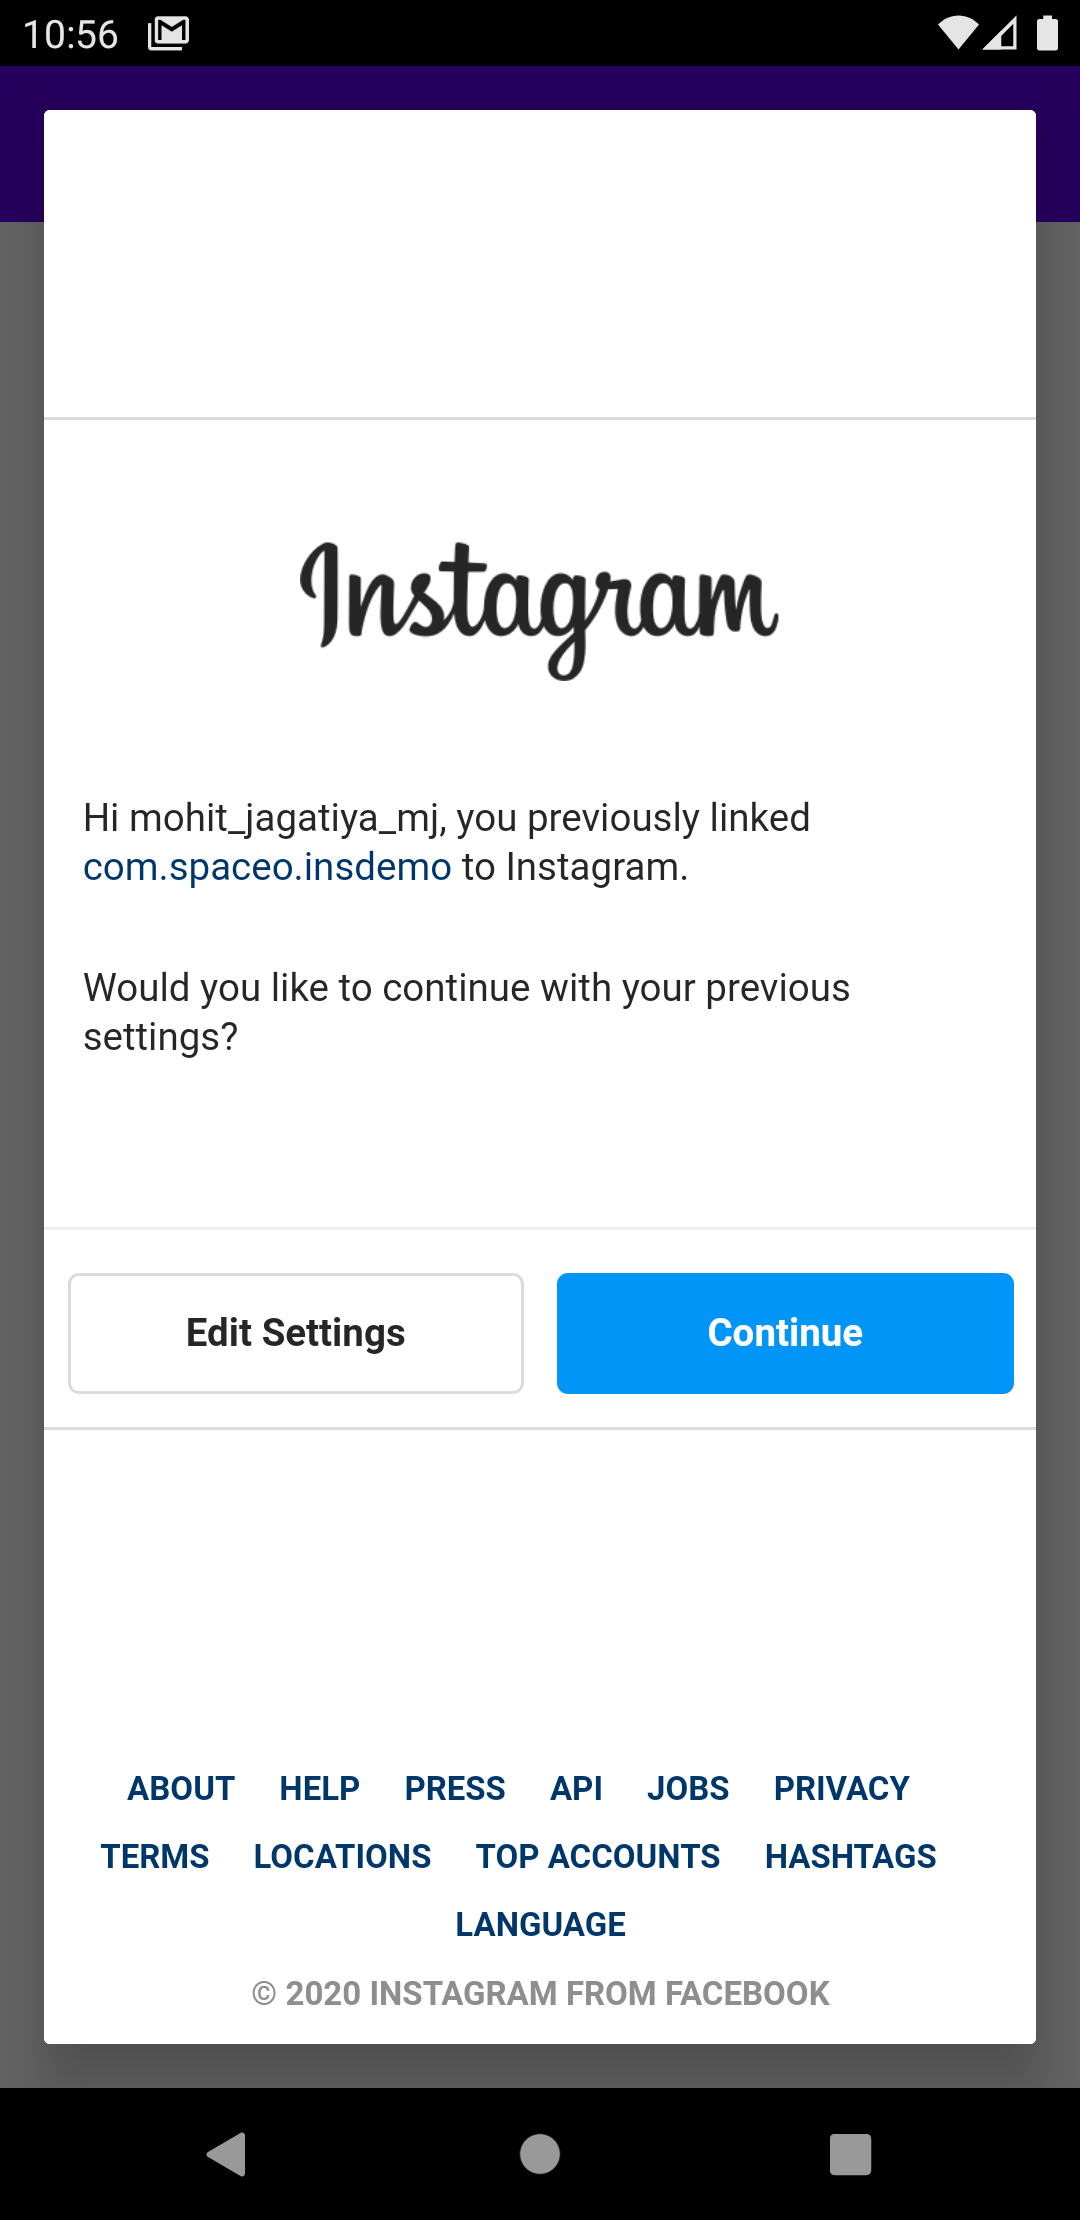 10:56
Instagram
Hi mohit_jagatiya_mj, you previously linked
com.spaceo.insdemo to Instagram.
Would you like to continue with your previous
settings?
Edit Settings Continue
ABOUT HELP PRESS API JOBS PRIVACY
TERMS LOCATIONS TOP ACCOUNTS HASHTAGS
LANGUAGE
© 2020 INSTAGRAM FROM FACEBOOK